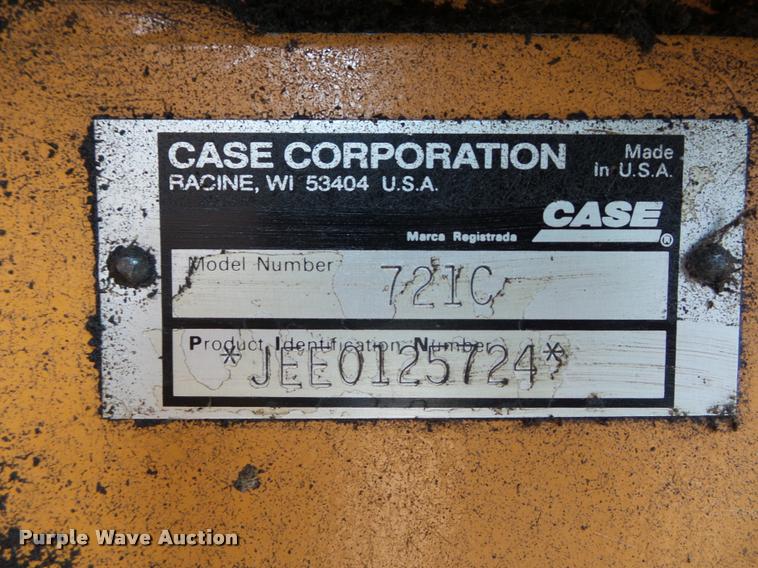 CASE CORPORATION
Made
in U.S.A.
RACINE, WI 53404 U.S.A.
CASE
Marca Registrada ®
Model Number
721C
Product Identification Number
*JEE0125724*
Purple Wave Auction®